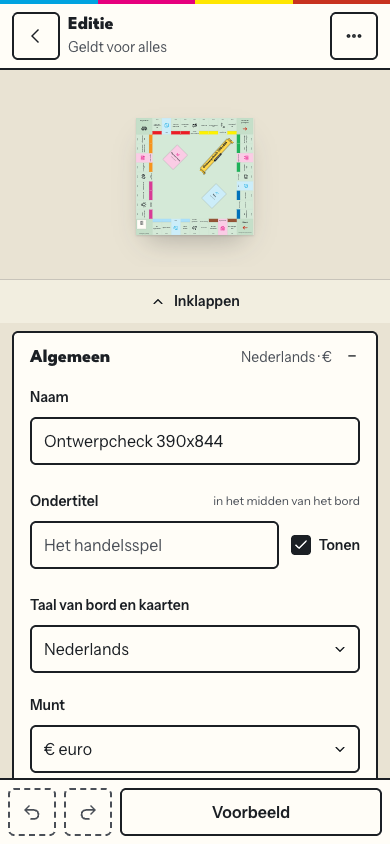 Editie
Geldt voor alles
Inklappen
Algemeen
Nederlands · €
Naam
Ontwerpcheck 390x844
Ondertitel
in het midden van het bord
Het handelsspel
Tonen
Taal van bord en kaarten
Nederlands
Munt
€ euro
Voorbeeld